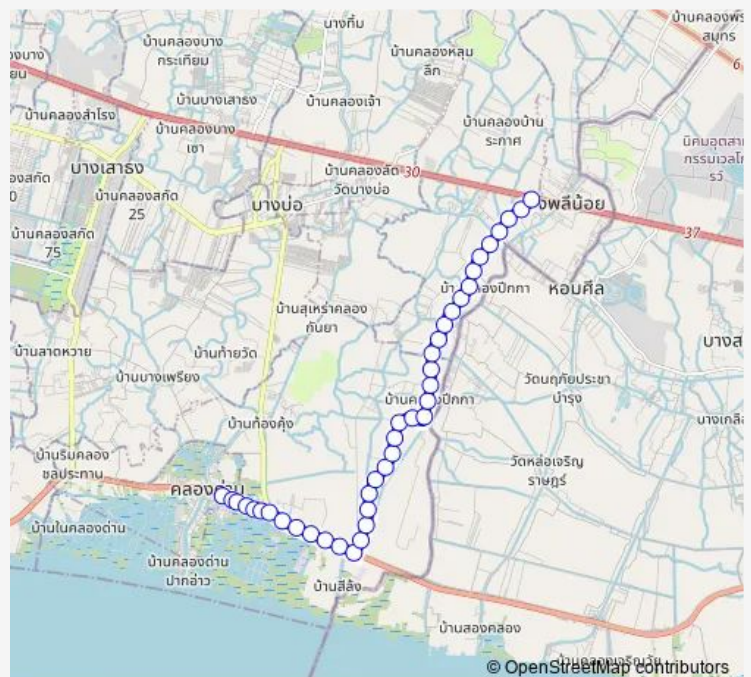 บางทิม
บ้านคลองพร
สมุทร
บ้านคลองบาง
กระเทียม
บ้านคลองหลุม
ลึก
6
บ้านบางเสาธง
บ้านคลองเจ้า
บ้านคลองสำโรง
บ้านคลองบาง
เซา
บ้านคลองบ้าน
ระกาศ
บางเสาธง
บ้านคลองลัด
วัดบางบ่อ
30
นิคมอุตสา
กรรมเวลโก
รว์
บ้านคลองสกัด
25
บางบ่อ
งพลีน้อย
บ้านคลองสกัด
75
37
หอมศีล
บ้านสุเหร่าคลอง
กันยา
บ้านลาดหวาย
บ้านท้ายวัด
บางส
บ้านบางเพรียง
วัดนฤภัยประชา
บำรุง
บ้านท้องคุ้ง
บางเกลือ
บ้านริมคลอง
ชลประทาน
วัดหล่อเจริญ
ราษฎร์
บ้านในคลองด่าน
บ้านคลองด่าน
ปากอ่าว
บ้านสีล้ง
บ้านสองคลอง
© OpenStreetMap contributors